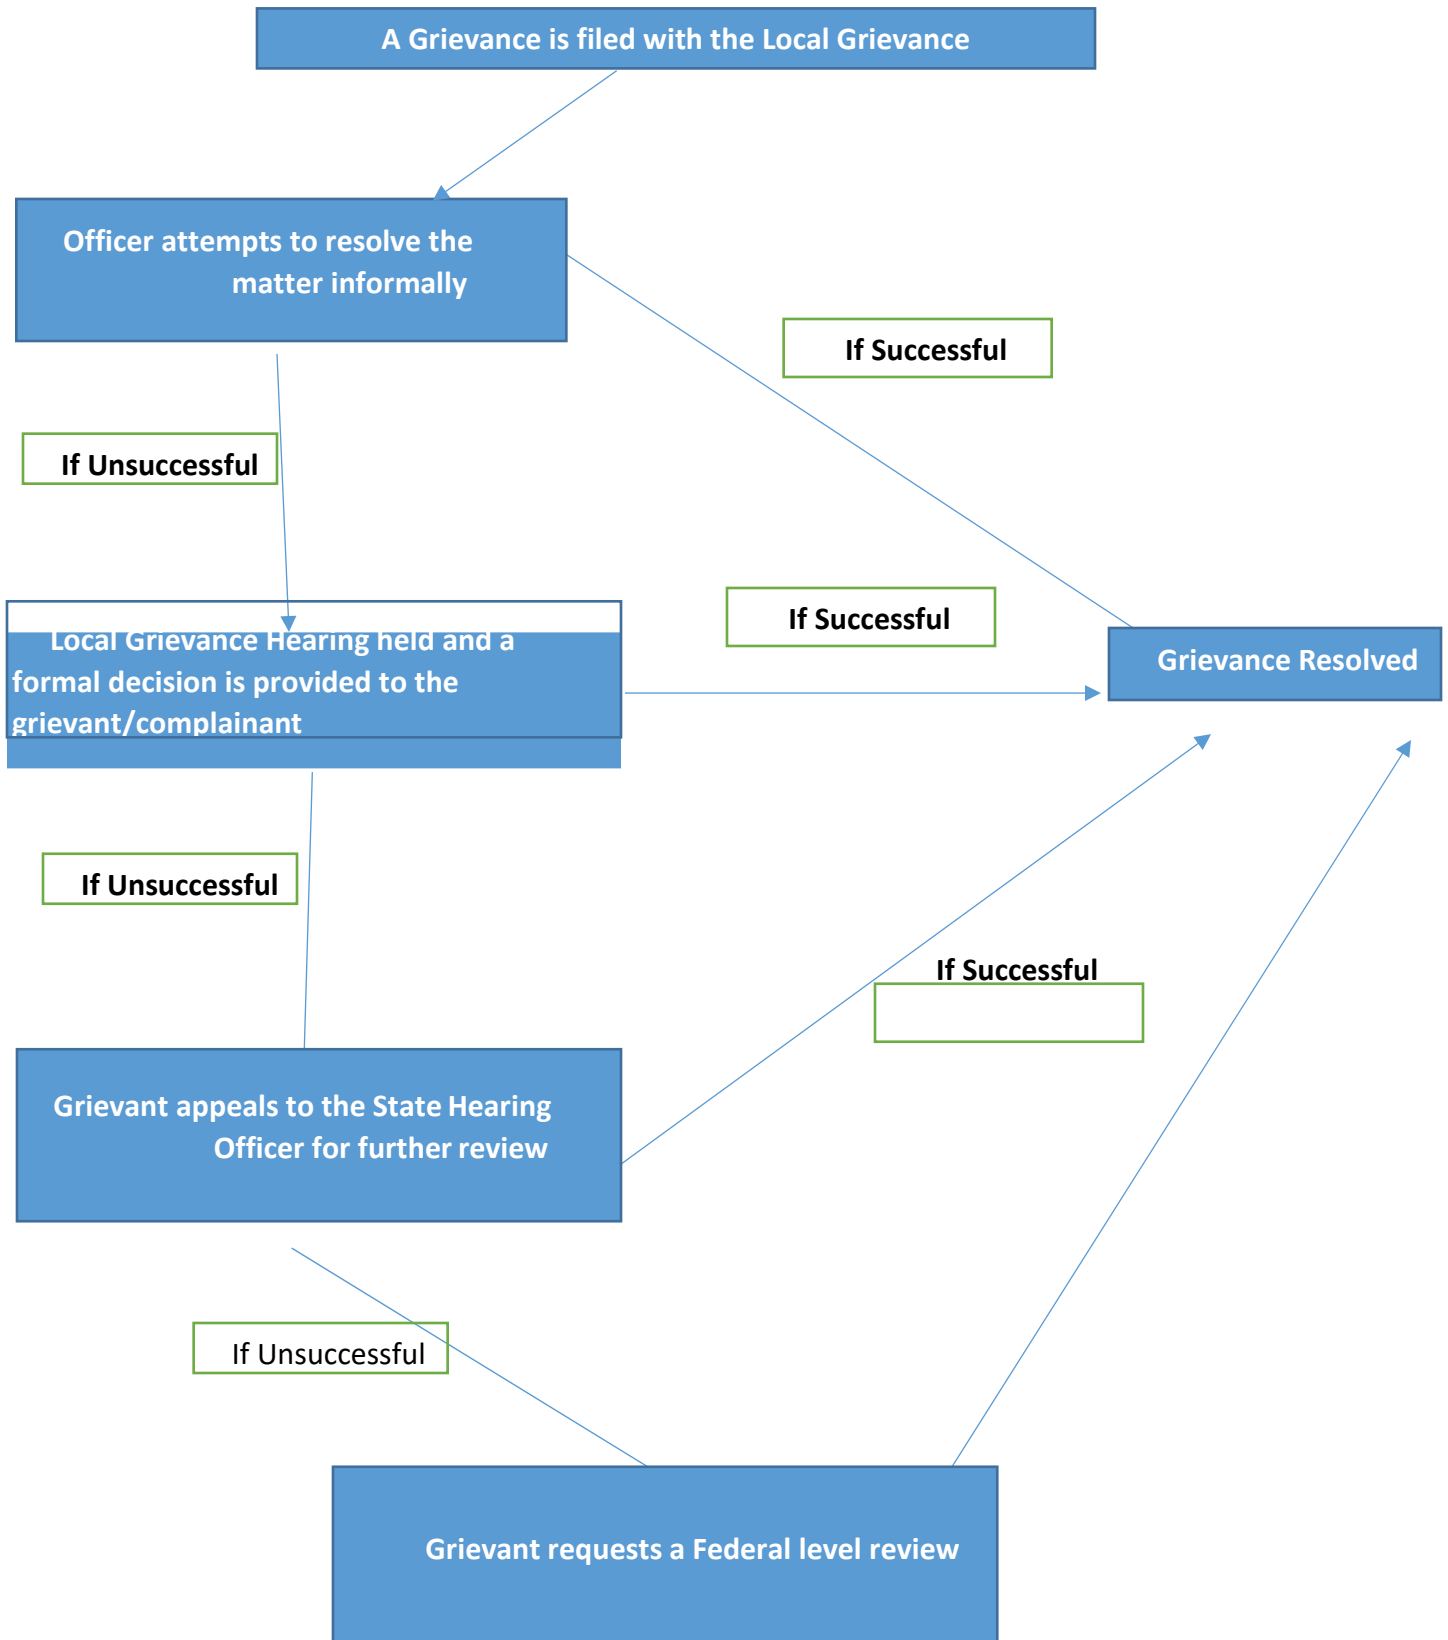 A Grievance is filed with the Local Grievance
Officer attempts to resolve the
matter informally
If Successful
If Unsuccessful
If Successful
Local Grievance Hearing held and a
formal decision is provided to the
grievant/complainant
Grievance Resolved
If Unsuccessful
If Successful
Grievant appeals to the State Hearing
Officer for further review
If Unsuccessful
Grievant requests a Federal level review